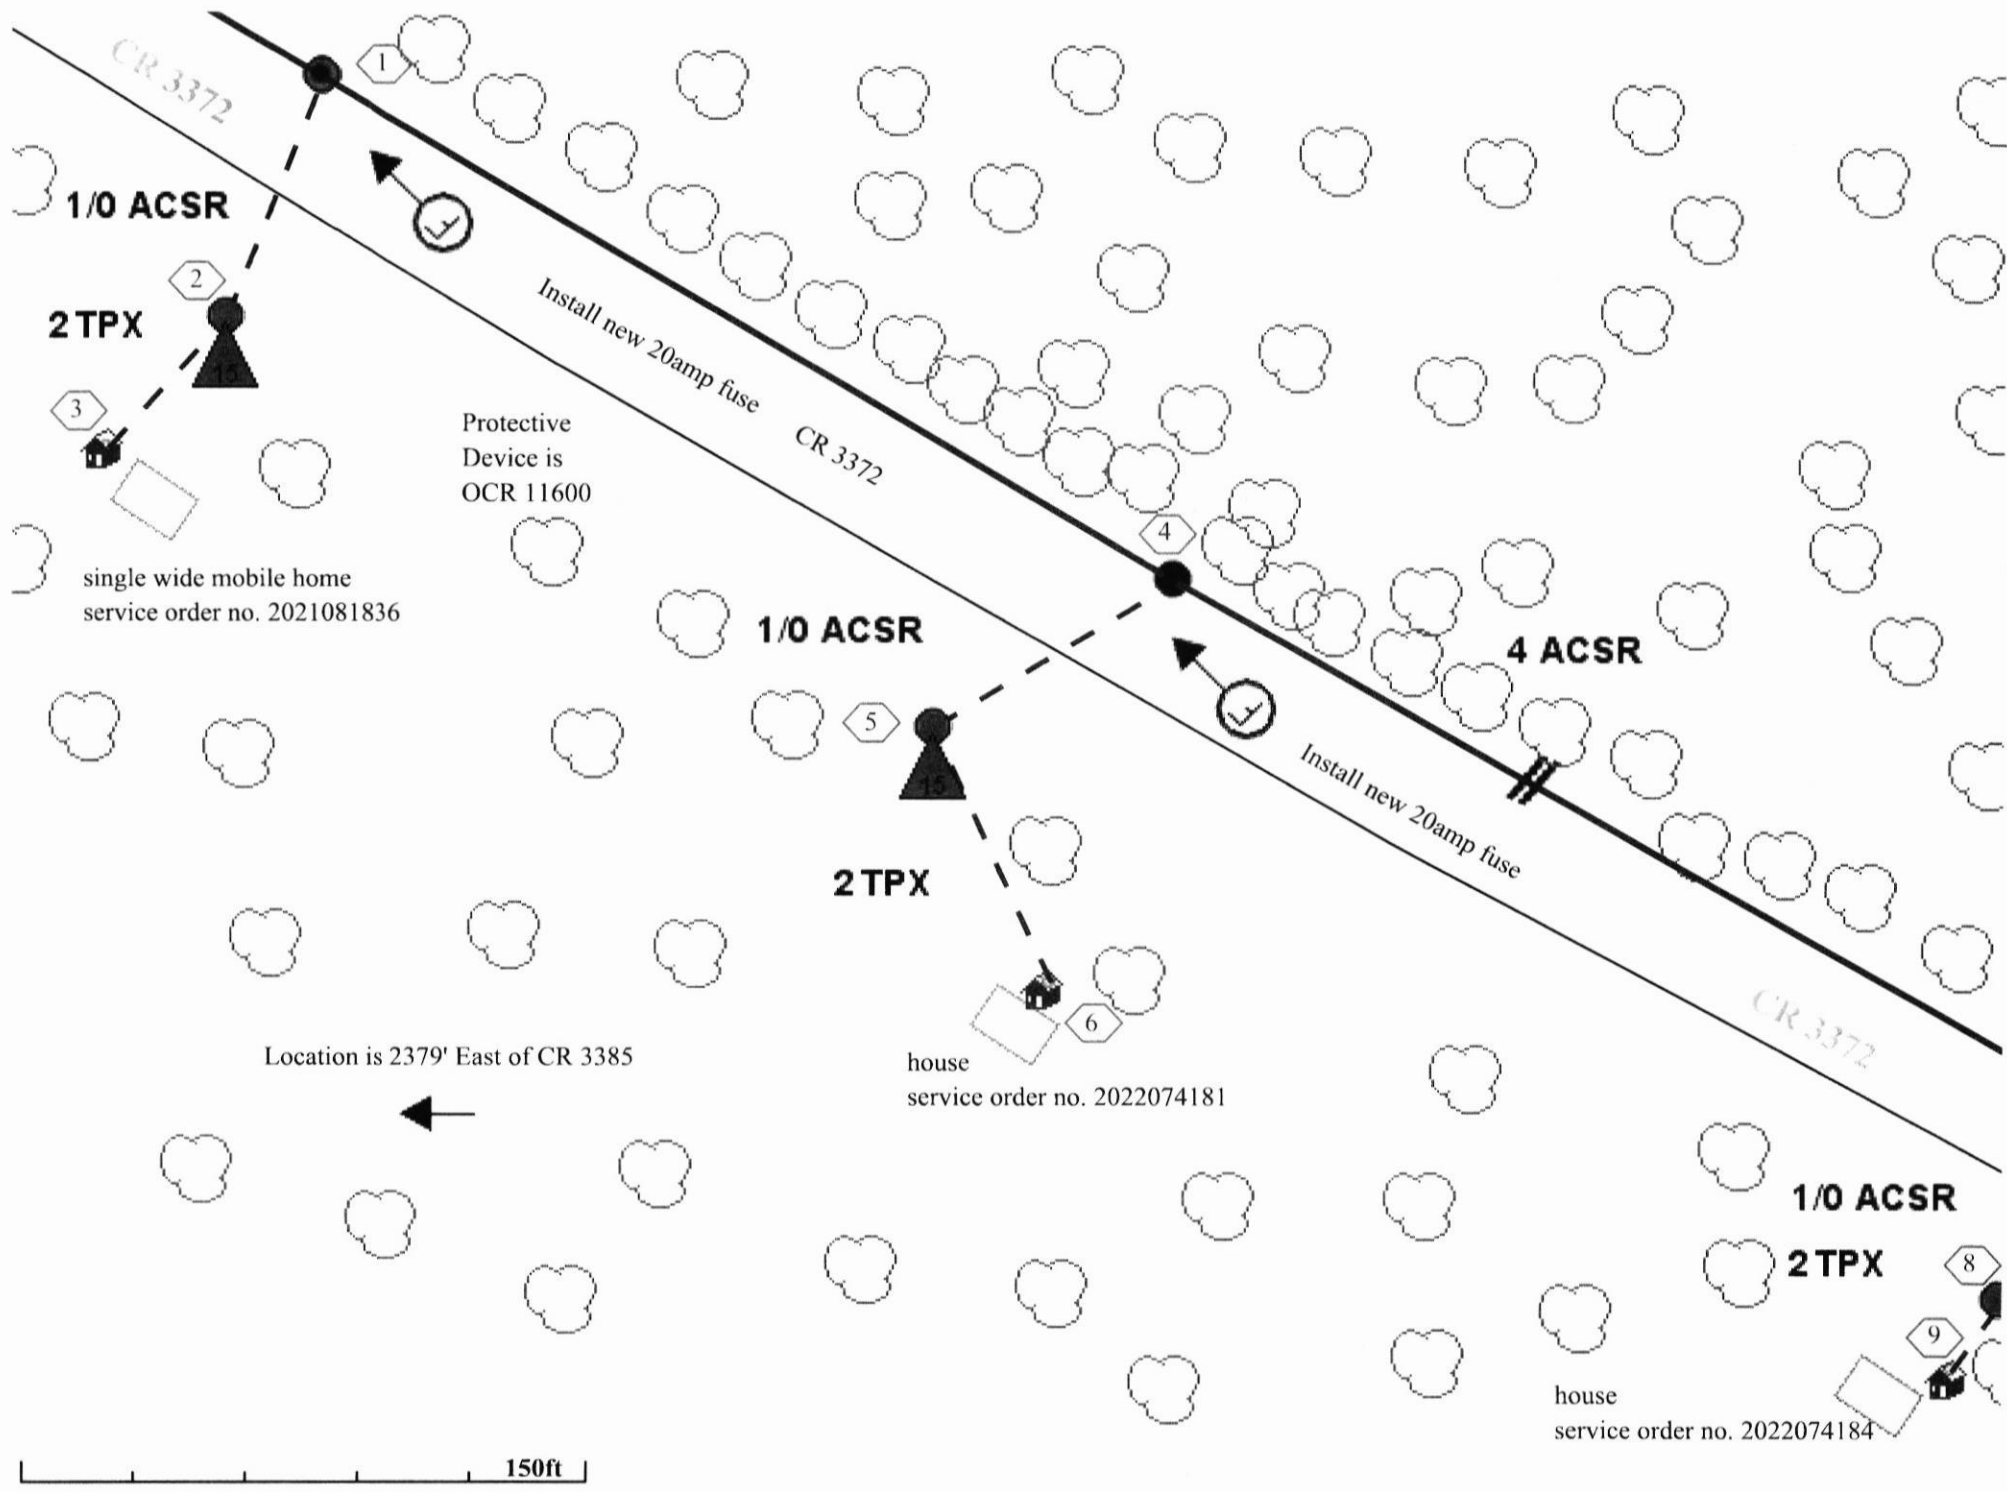 CR 3372
1
1/0 ACSR
2
2 TPX
15
3
Install new 20amp fuse
CR 3372
Protective
Device is
OCR 11600
single wide mobile home
service order no. 2021081836
4
1/0 ACSR
4 ACSR
5
15
Install new 20amp fuse
2 TPX
6
house
service order no. 2022074181
Location is 2379' East of CR 3385
CR 3372
1/0 ACSR
2 TPX
8
9
house
service order no. 2022074184
150ft